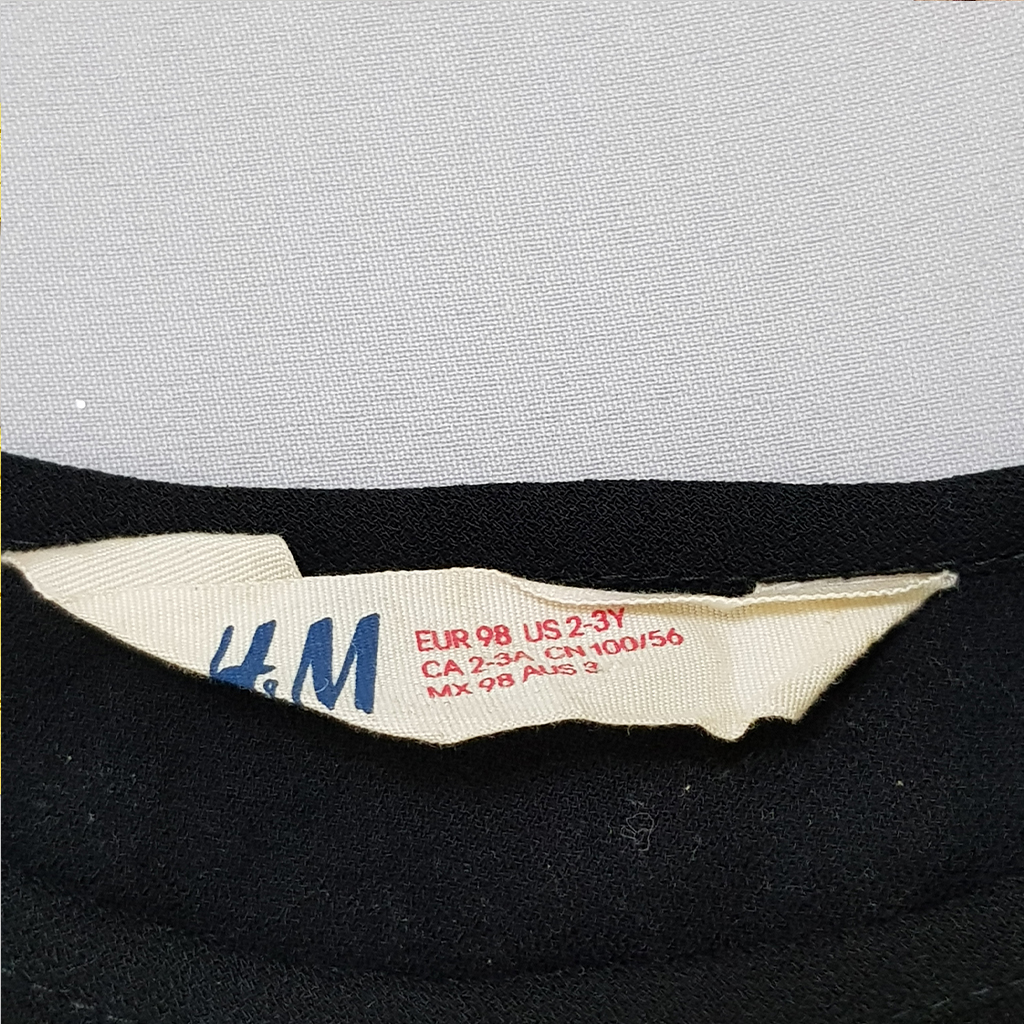 H&M
EUR 98 US 2-3Y
CA 2-3A CN 100/56
MX 98 AUS 3